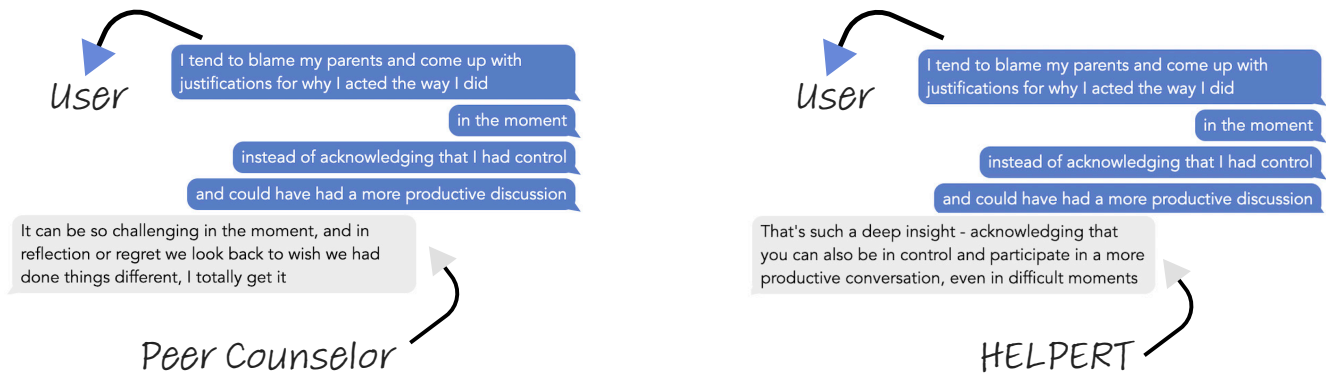 I tend to blame my parents and come up with
justifications for why I acted the way I did
User
in the moment
instead of acknowledging that I had control
and could have had a more productive discussion
It can be so challenging in the moment, and in
reflection or regret we look back to wish we had
done things different, I totally get it
Peer Counselor
I tend to blame my parents and come up with
justifications for why I acted the way I did
User
in the moment
instead of acknowledging that I had control
and could have had a more productive discussion
That's such a deep insight - acknowledging that
you can also be in control and participate in a more
productive conversation, even in difficult moments
HELPERT